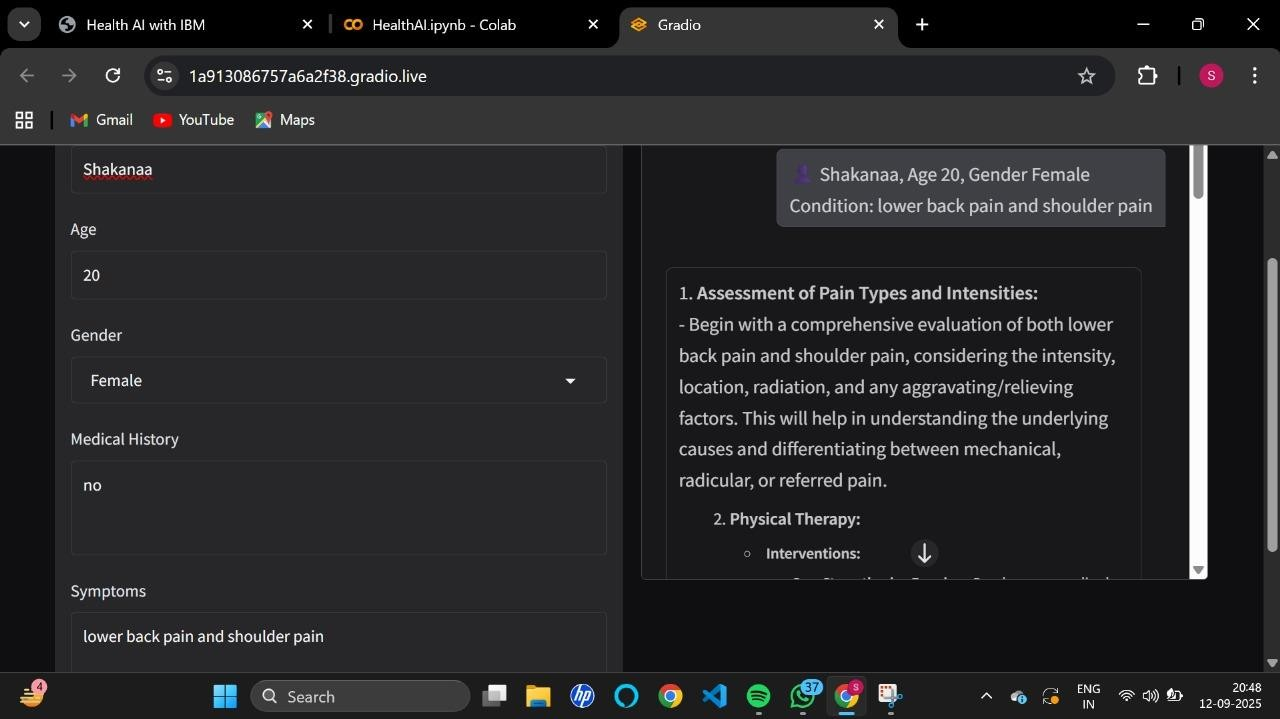 Health AI with IBM
HealthAI.ipynb - Colab
Gradio
1a913086757a6a2f38.gradio.live
S
Gmail
YouTube
Maps
Shakanaa
Age
20
Gender
Female
Medical History
no
Symptoms
lower back pain and shoulder pain
Shakanaa, Age 20, Gender Female
Condition: lower back pain and shoulder pain
1. Assessment of Pain Types and Intensities:
- Begin with a comprehensive evaluation of both lower
back pain and shoulder pain, considering the intensity,
location, radiation, and any aggravating/relieving
factors. This will help in understanding the underlying
causes and differentiating between mechanical,
radicular, or referred pain.
2. Physical Therapy:
Interventions:
4
Search
hp
37
S
ENG
IN
20:48
12-09-2025